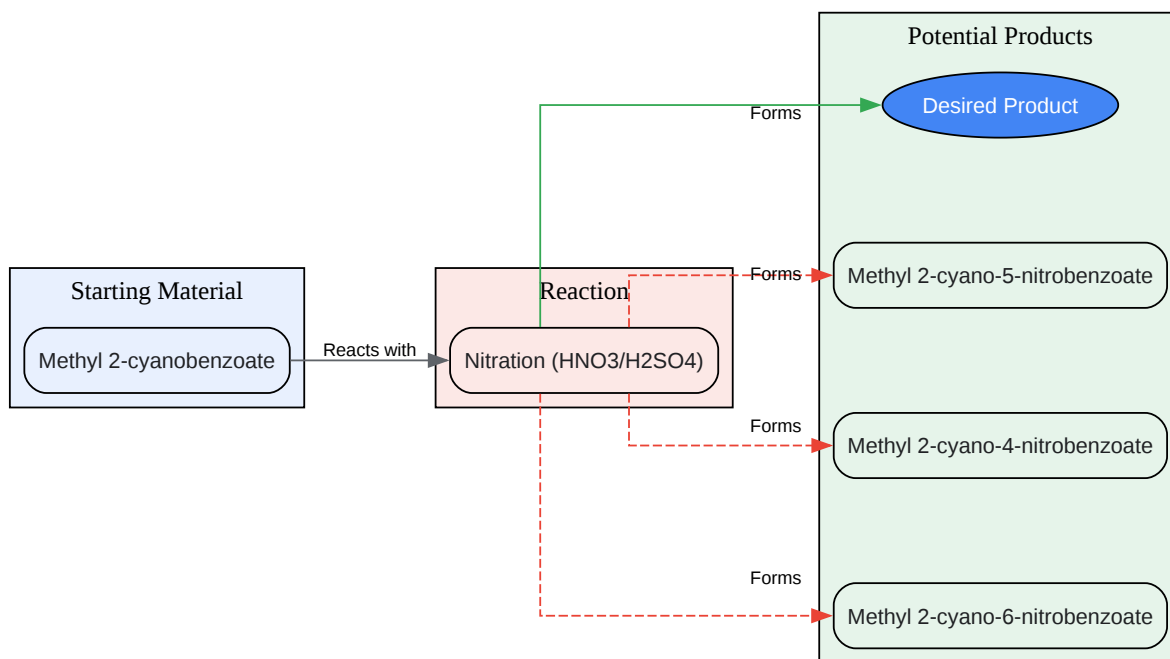 Potential Products
Desired Product
Forms
Starting Material
Reaction
Forms
Methyl 2-cyano-5-nitrobenzoate
Methyl 2-cyanobenzoate
Reacts with
Nitration (HNO3/H2SO4)
Forms
Methyl 2-cyano-4-nitrobenzoate
Forms
Methyl 2-cyano-6-nitrobenzoate